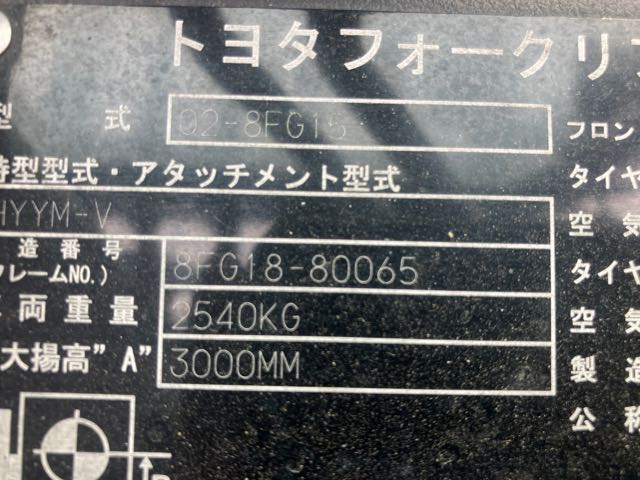 トヨタフォークリフ
型式 02-8FG15 フロン
特型型式・アタッチメント型式 タイヤ
HYYM-V 空気
造番号
フレームNO.) 8FG18-80065 タイヤ
両重量 2540KG 空気
大揚高"A" 3000MM 製造
公称